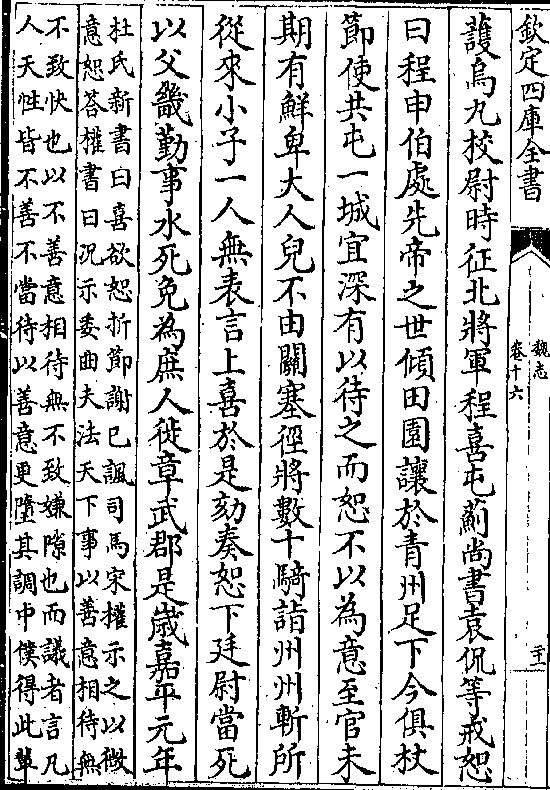 欽定四庫全書
魏志
卷十六
二十一
護烏丸校尉時征北將軍程喜屯薊尚書袁侃等戒恕
曰程申伯處先帝之世傾田園讓於青州足下今俱杖
節使共屯一城宜深有以待之而恕不以為意至官未
期有鮮卑大人兒不由關塞徑將數十騎詣州州斬所
從來小子一人無表言上喜於是劾奏恕下廷尉當死
以父畿勤事水死免為庶人徙章武郡是歲嘉平元年
杜氏新書曰喜欲恕折節謝已諷司馬宋權示之以微
意恕荅權書曰況示委曲夫法天下事以善意相待無
不致快也以不善意相待無不致嫌隙也而議者言凡
人天性皆不善不當待以善意更墮其調中僕得此輩